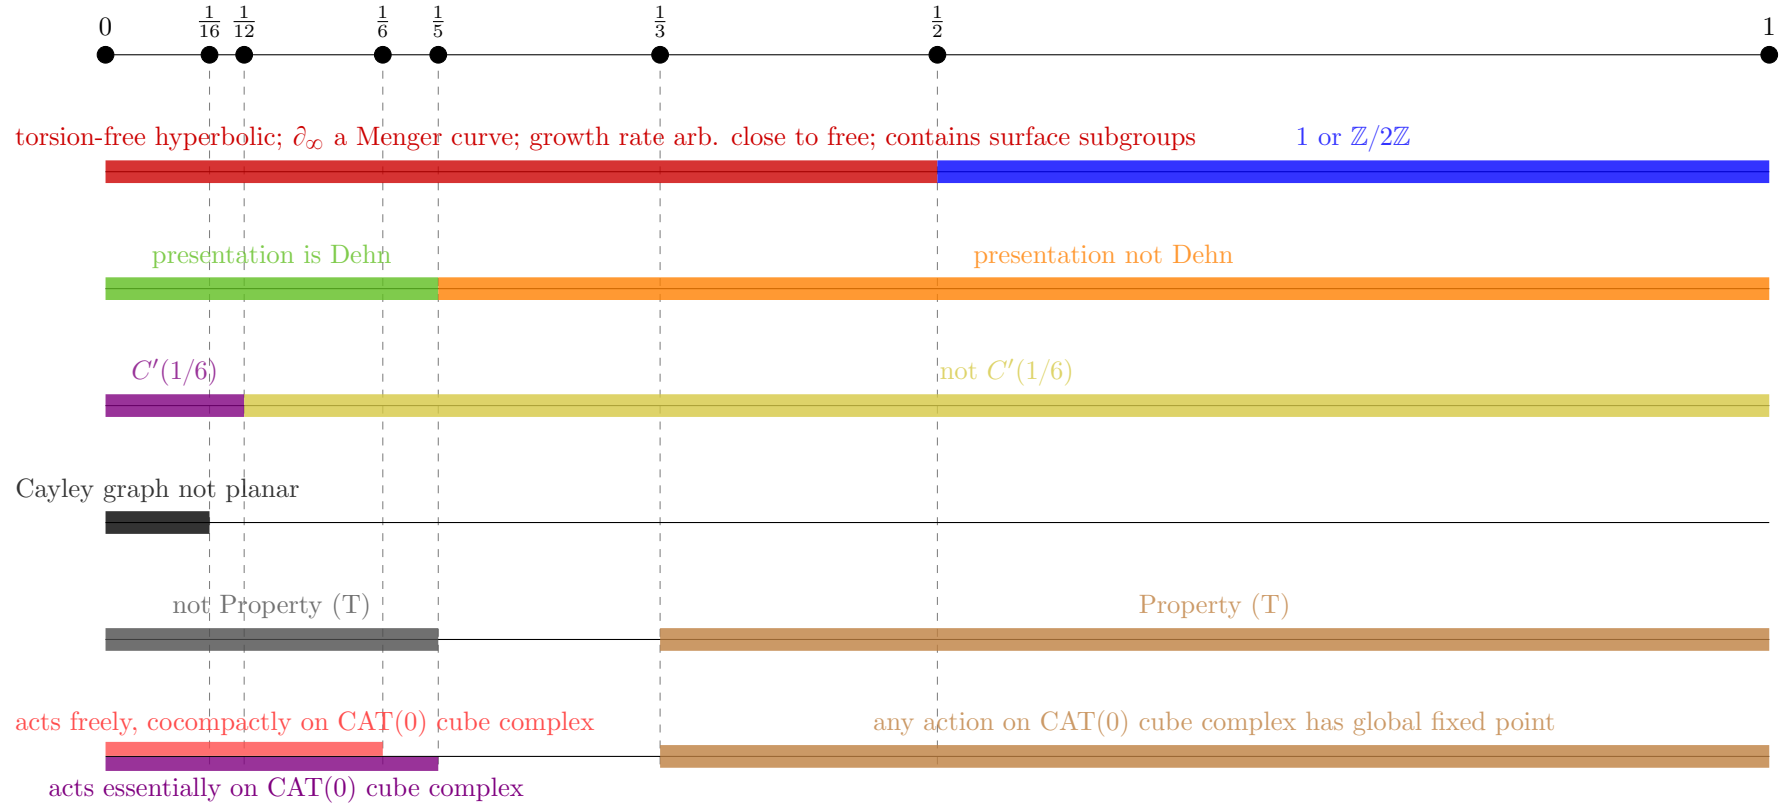 0 1/16 1/12 1/6 1/5 1/3 1/2 1
torsion-free hyperbolic; ∂∞ a Menger curve; growth rate arb. close to free; contains surface subgroups 1 or ℤ/2ℤ
presentation is Dehn presentation not Dehn
C′(1/6) not C′(1/6)
Cayley graph not planar
not Property (T) Property (T)
acts freely, cocompactly on CAT(0) cube complex any action on CAT(0) cube complex has global fixed point
acts essentially on CAT(0) cube complex